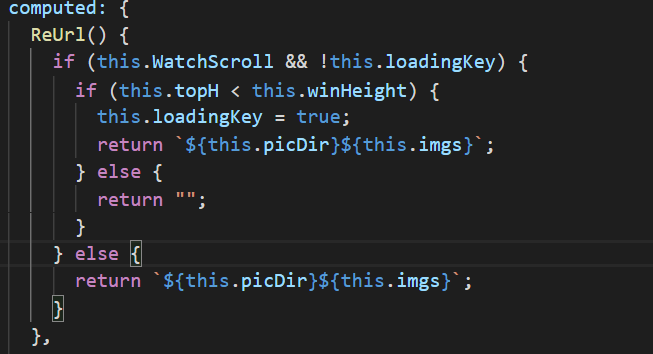 computed: {
ReUrl() {
if (this.WatchScroll && !this.loadingKey) {
if (this.topH < this.winHeight) {
this.loadingKey = true;
return `${this.picDir}${this.imgs}`;
} else {
return "";
}
} else {
return `${this.picDir}${this.imgs}`;
}
},